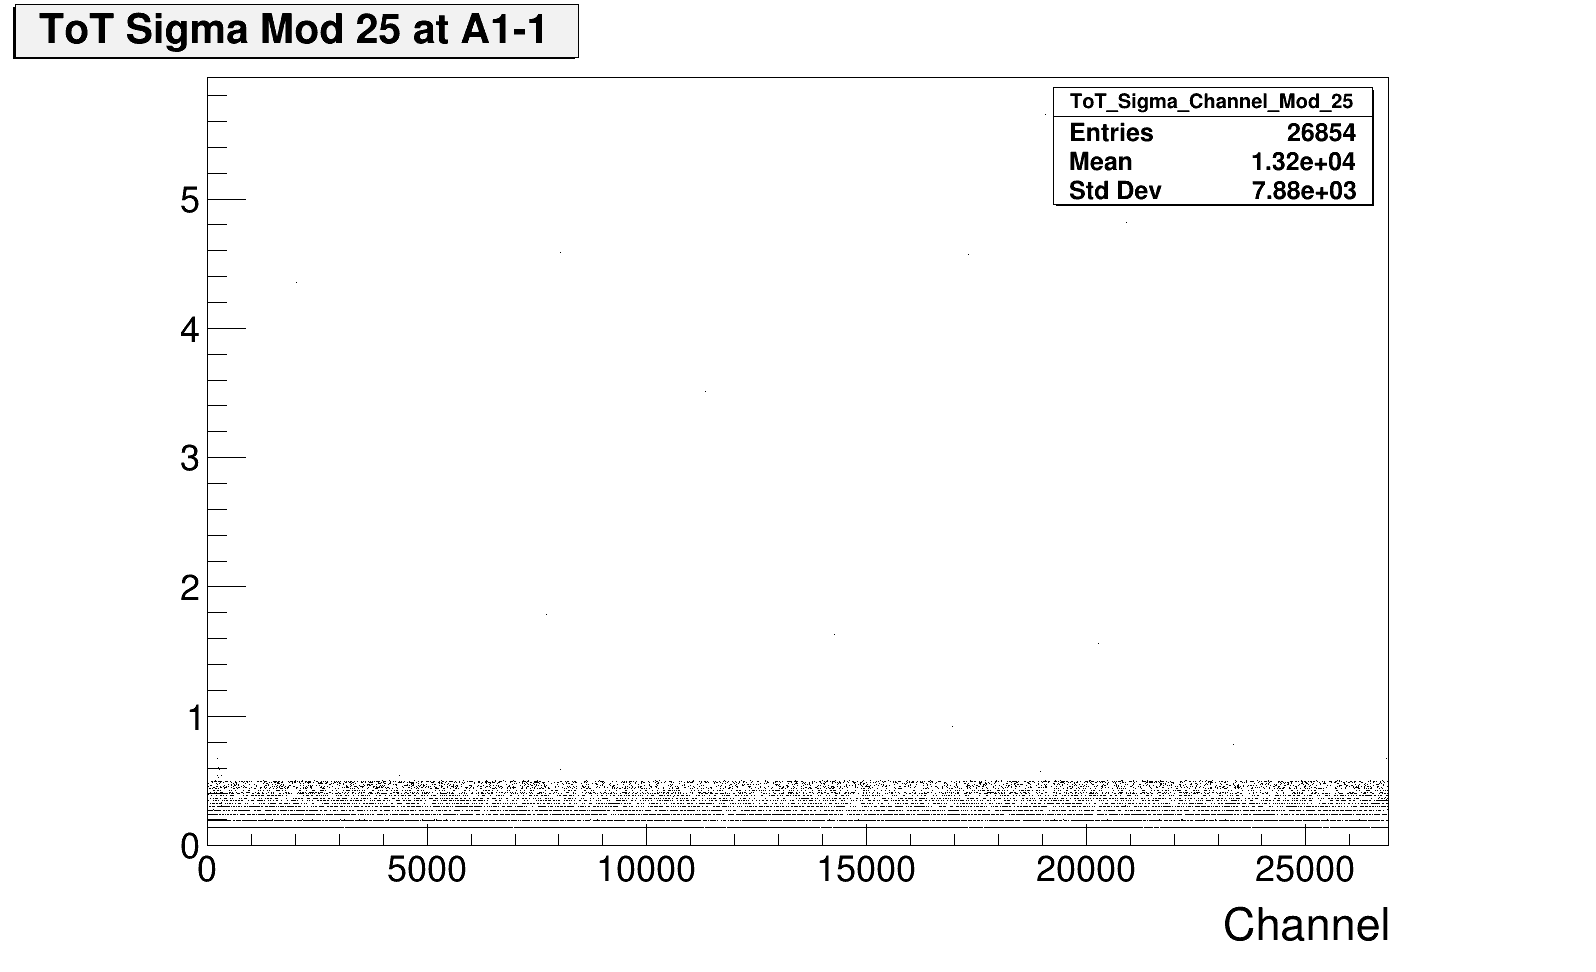 ToT Sigma Mod 25 at A1-1
ToT_Sigma_Channel_Mod_25
Entries 26854
Mean 1.32e+04
Std Dev 7.88e+03
5
4
3
2
1
0
0 5000 10000 15000 20000 25000
Channel